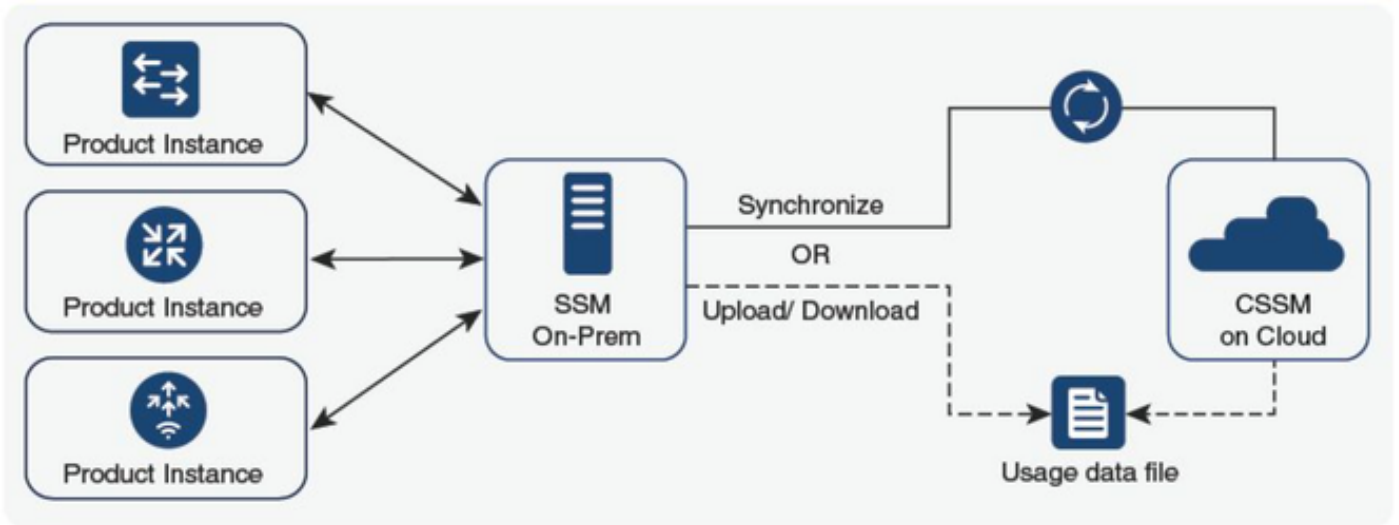 Product Instance
Product Instance
Product Instance
SSM
On-Prem
Synchronize
OR
Upload/ Download
CSSM
on Cloud
Usage data file